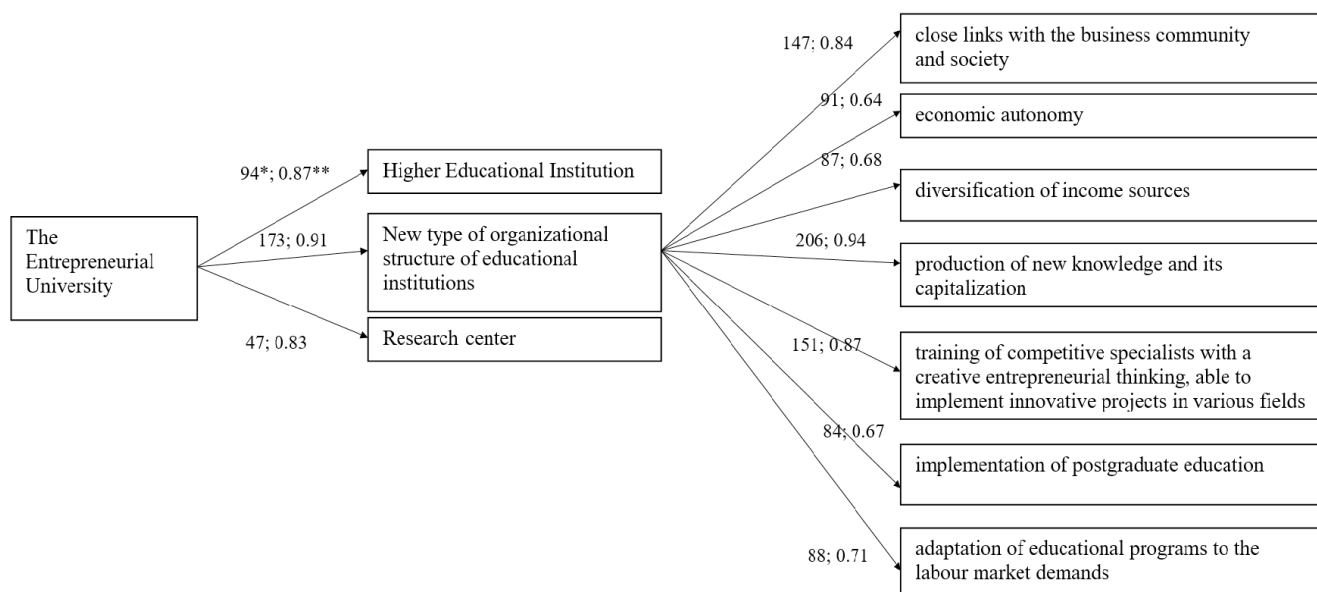 The
Entrepreneurial
University
94*; 0.87**
173; 0.91
47; 0.83
Higher Educational Institution
New type of organizational
structure of educational
institutions
Research center
147; 0.84
91; 0.64
87; 0.68
206; 0.94
151; 0.87
84; 0.67
88; 0.71
close links with the business community
and society
economic autonomy
diversification of income sources
production of new knowledge and its
capitalization
training of competitive specialists with a
creative entrepreneurial thinking, able to
implement innovative projects in various fields
implementation of postgraduate education
adaptation of educational programs to the
labour market demands